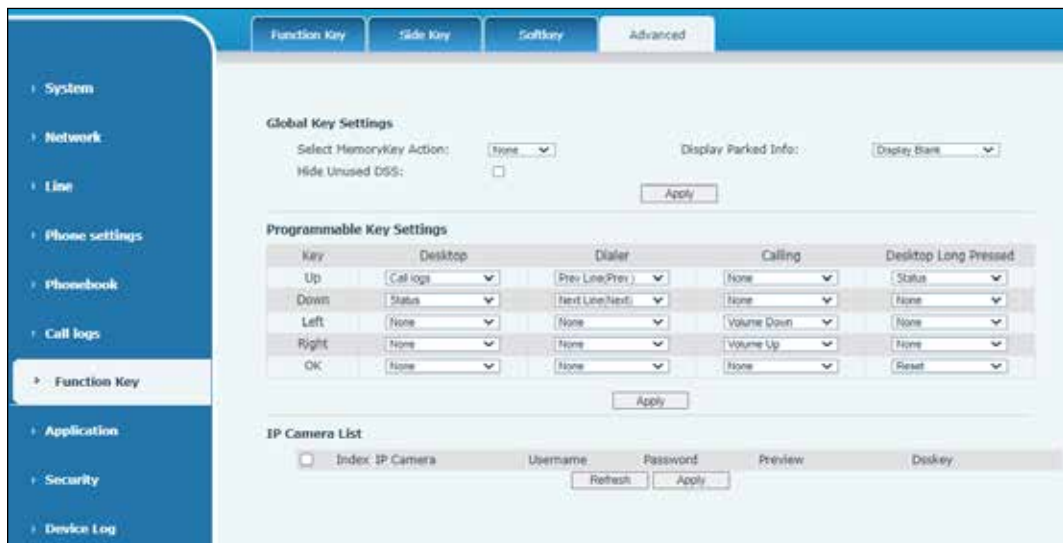 Function Key Side Key Softkey Advanced
System
Network
Line
Phone settings
Phonebook
Call logs
Function Key
Application
Security
Device Log
Global Key Settings
Select MemoryKey Action: None Display Parked Info: Display Blank
Hide Unused DSS:
Apply
Programmable Key Settings
Key Desktop Dialer Calling Desktop Long Pressed
Up Call logs Prev Line(Prev) None Status
Down Status Next Line(Next) None None
Left None None Volume Down None
Right None None Volume Up None
OK None None None Reset
Apply
IP Camera List
Index IP Camera Username Password Preview Dsskey
Refresh Apply